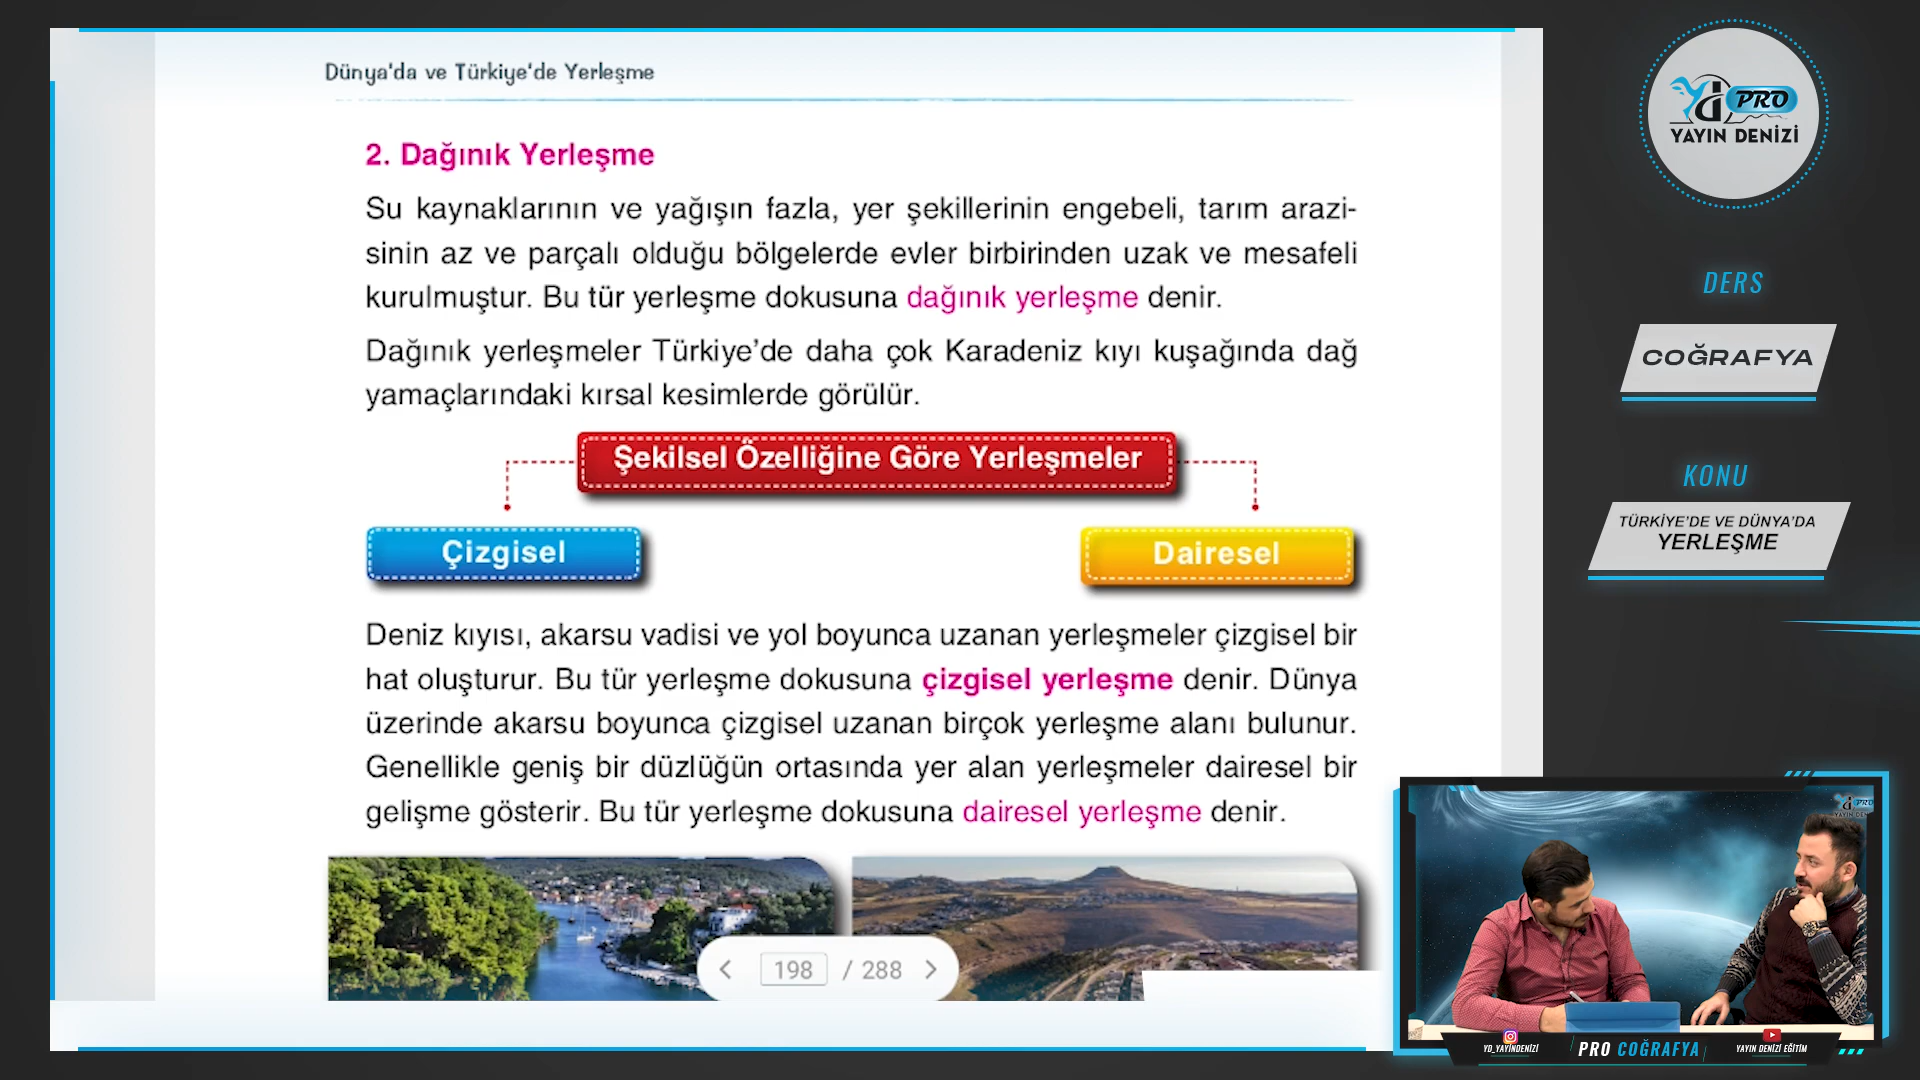 Dünya'da ve Türkiye'de Yerleşme
2. Dağınık Yerleşme
Su kaynaklarının ve yağışın fazla, yer şekillerinin engebeli, tarım arazi-
sinin az ve parçalı olduğu bölgelerde evler birbirinden uzak ve mesafeli
kurulmuştur. Bu tür yerleşme dokusuna dağınık yerleşme denir.
Dağınık yerleşmeler Türkiye'de daha çok Karadeniz kıyı kuşağında dağ
yamaçlarındaki kırsal kesimlerde görülür.
Şekilsel Özelliğine Göre Yerleşmeler
Çizgisel
Dairesel
Deniz kıyısı, akarsu vadisi ve yol boyunca uzanan yerleşmeler çizgisel bir
hat oluşturur. Bu tür yerleşme dokusuna çizgisel yerleşme denir. Dünya
üzerinde akarsu boyunca çizgisel uzanan birçok yerleşme alanı bulunur.
Genellikle geniş bir düzlüğün ortasında yer alan yerleşmeler dairesel bir
gelişme gösterir. Bu tür yerleşme dokusuna dairesel yerleşme denir.
198 / 288
yd PRO
YAYIN DENİZİ
DERS
COĞRAFYA
KONU
TÜRKİYE'DE VE DÜNYA'DA
YERLEŞME
YD_YAYINDENİZİ
PRO COĞRAFYA
YAYIN DENİZİ EĞİTİM